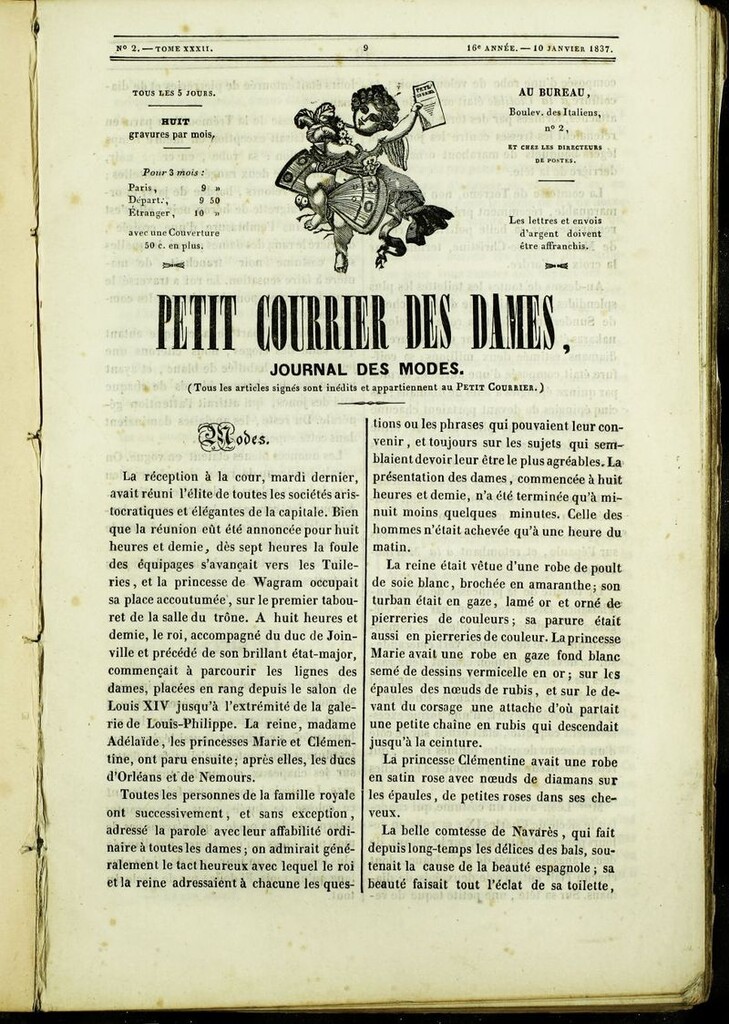 N° 2. — TOME XXXII.
9
16e ANNÉE. — 10 JANVIER 1837.
TOUS LES 5 JOURS.
HUIT
gravures par mois,
Pour 3 mois :
Paris, 9 »
Départ., 9 50
Étranger, 10 »
avec une Couverture
50 c. en plus.
AU BUREAU,
Boulev. des Italiens,
n° 2,
ET CHEZ LES DIRECTEURS
DE POSTES.
Les lettres et envois
d'argent doivent
être affranchis.
PETIT COURRIER DES DAMES,
JOURNAL DES MODES.
(Tous les articles signés sont inédits et appartiennent au PETIT COURRIER.)
Modes.
La réception à la cour, mardi dernier,
avait réuni l'élite de toutes les sociétés aris-
tocratiques et élégantes de la capitale. Bien
que la réunion eût été annoncée pour huit
heures et demie, dès sept heures la foule
des équipages s'avançait vers les Tuile-
ries, et la princesse de Wagram occupait
sa place accoutumée, sur le premier tabou-
ret de la salle du trône. A huit heures et
demie, le roi, accompagné du duc de Join-
ville et précédé de son brillant état-major,
commençait à parcourir les lignes des
dames, placées en rang depuis le salon de
Louis XIV jusqu'à l'extrémité de la gale-
rie de Louis-Philippe. La reine, madame
Adélaïde, les princesses Marie et Clémen-
tine, ont paru ensuite; après elles, les ducs
d'Orléans et de Nemours.
Toutes les personnes de la famille royale
ont successivement, et sans exception,
adressé la parole avec leur affabilité ordi-
naire à toutes les dames; on admirait géné-
ralement le tact heureux avec lequel le roi
et la reine adressaient à chacune les ques-
tions ou les phrases qui pouvaient leur con-
venir, et toujours sur les sujets qui sem-
blaient devoir leur être le plus agréables. La
présentation des dames, commencée à huit
heures et demie, n'a été terminée qu'à mi-
nuit moins quelques minutes. Celle des
hommes n'était achevée qu'à une heure du
matin.
La reine était vêtue d'une robe de poult
de soie blanc, brochée en amaranthe; son
turban était en gaze, lamé or et orné de
pierreries de couleurs; sa parure était
aussi en pierreries de couleur. La princesse
Marie avait une robe en gaze fond blanc
semé de dessins vermicelle en or; sur les
épaules des nœuds de rubis, et sur le de-
vant du corsage une attache d'où partait
une petite chaîne en rubis qui descendait
jusqu'à la ceinture.
La princesse Clémentine avait une robe
en satin rose avec nœuds de diamans sur
les épaules, de petites roses dans ses che-
veux.
La belle comtesse de Navarès, qui fait
depuis long-temps les délices des bals, sou-
tenait la cause de la beauté espagnole; sa
beauté faisait tout l'éclat de sa toilette,